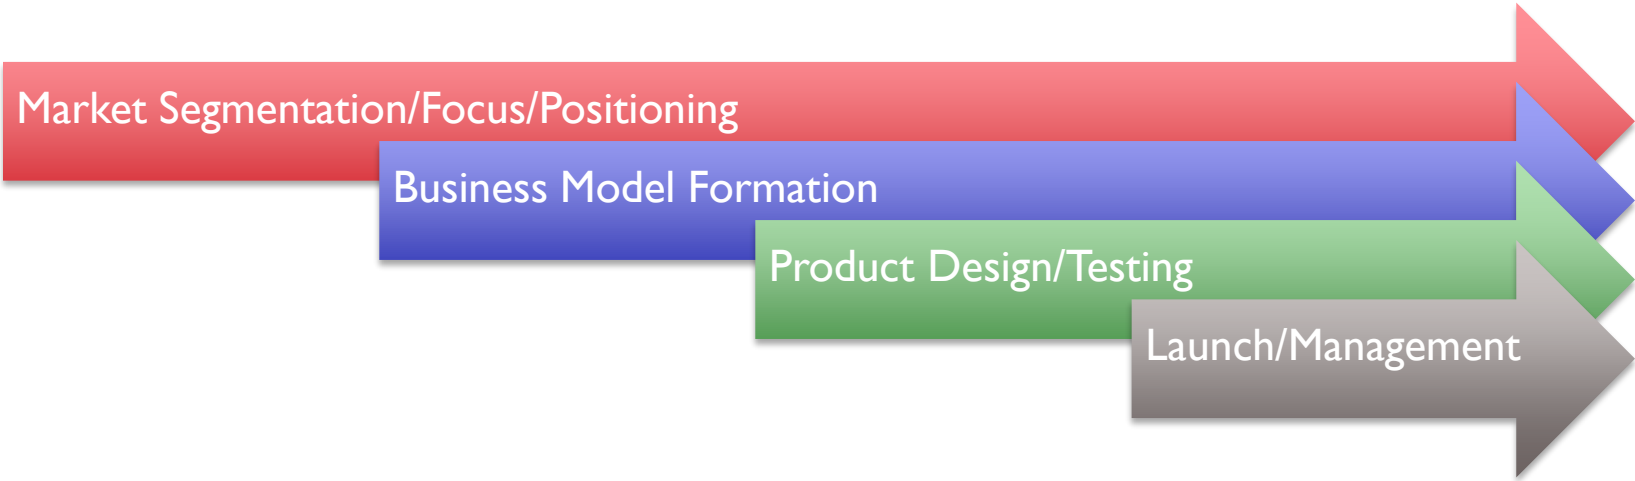 Market Segmentation/Focus/Positioning
Business Model Formation
Product Design/Testing
Launch/Management